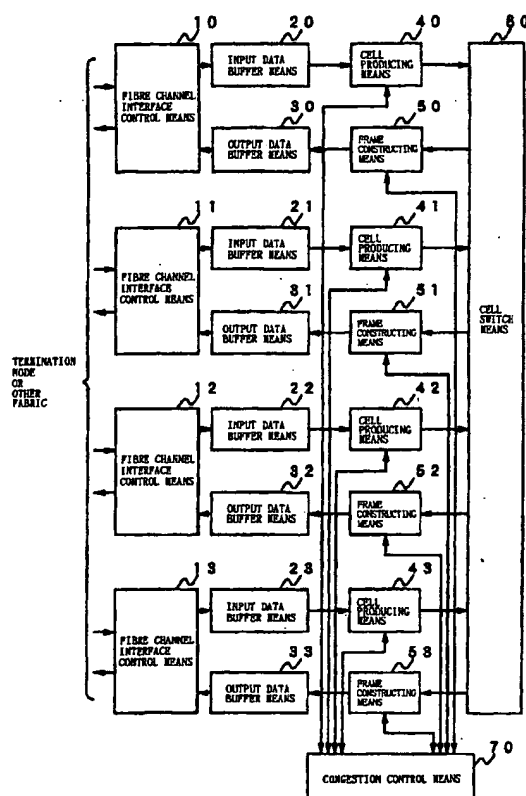 10 20 40 60
FIBRE CHANNEL
INTERFACE
CONTROL MEANS
INPUT DATA
BUFFER MEANS
CELL
PRODUCING
MEANS
30 50
OUTPUT DATA
BUFFER MEANS
FRAME
CONSTRUCTING
MEANS
11 21 41
FIBRE CHANNEL
INTERFACE
CONTROL MEANS
INPUT DATA
BUFFER MEANS
CELL
PRODUCING
MEANS
31 51
OUTPUT DATA
BUFFER MEANS
FRAME
CONSTRUCTING
MEANS
CELL
SWITCH
MEANS
TERMINATION
NODE
OR
OTHER
FABRIC
12 22 42
FIBRE CHANNEL
INTERFACE
CONTROL MEANS
INPUT DATA
BUFFER MEANS
CELL
PRODUCING
MEANS
32 52
OUTPUT DATA
BUFFER MEANS
FRAME
CONSTRUCTING
MEANS
13 23 43
FIBRE CHANNEL
INTERFACE
CONTROL MEANS
INPUT DATA
BUFFER MEANS
CELL
PRODUCING
MEANS
33 53
OUTPUT DATA
BUFFER MEANS
FRAME
CONSTRUCTING
MEANS
70
CONGESTION CONTROL MEANS